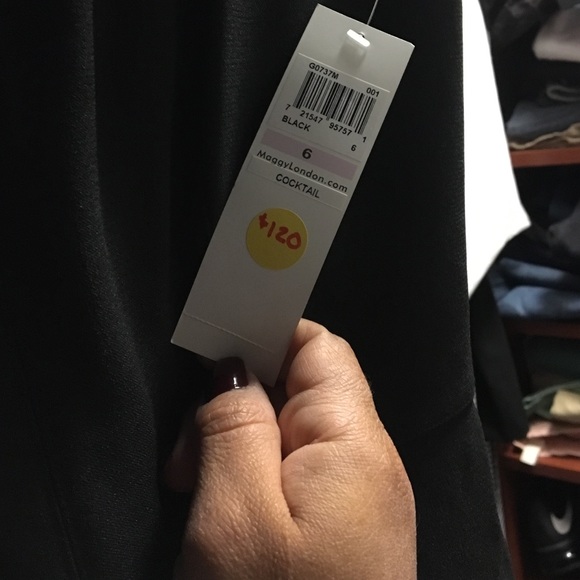 G0737M 001
7 21547 95757 1
BLACK 6
6
MaggyLondon.com
COCKTAIL
$120